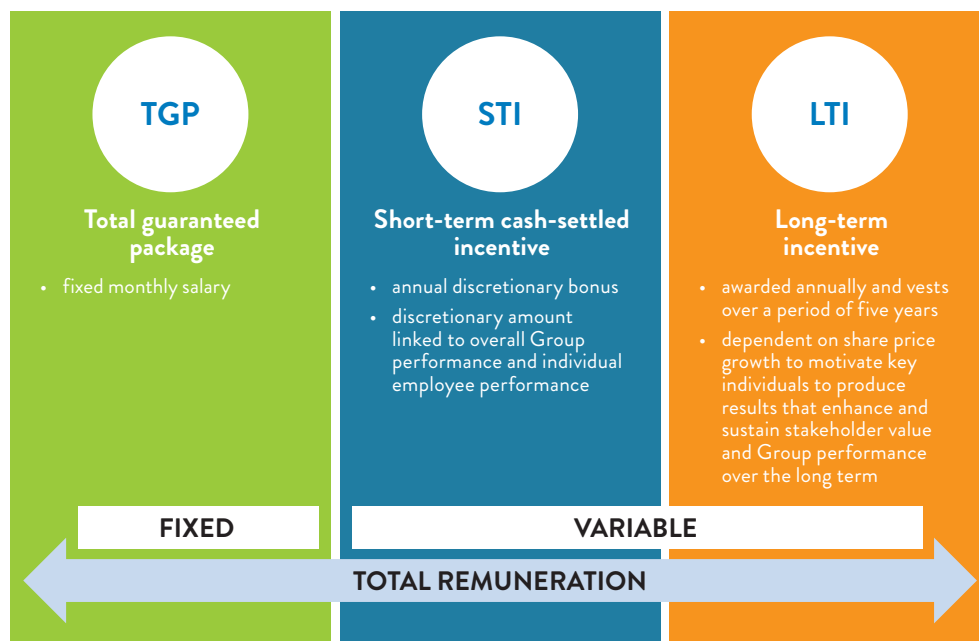 TGP
Total guaranteed
package
• fixed monthly salary
STI
Short-term cash-settled
incentive
• annual discretionary bonus
• discretionary amount
linked to overall Group
performance and individual
employee performance
LTI
Long-term
incentive
• awarded annually and vests
over a period of five years
• dependent on share price
growth to motivate key
individuals to produce
results that enhance and
sustain stakeholder value
and Group performance
over the long term
FIXED
VARIABLE
TOTAL REMUNERATION